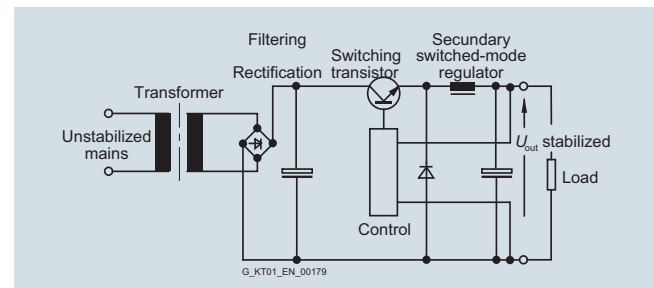 Filtering
Rectification
Switching
transistor
Secundary
switched-mode
regulator
Transformer
Unstabilized
mains
Uout stabilized
Load
Control
G_KT01_EN_00179